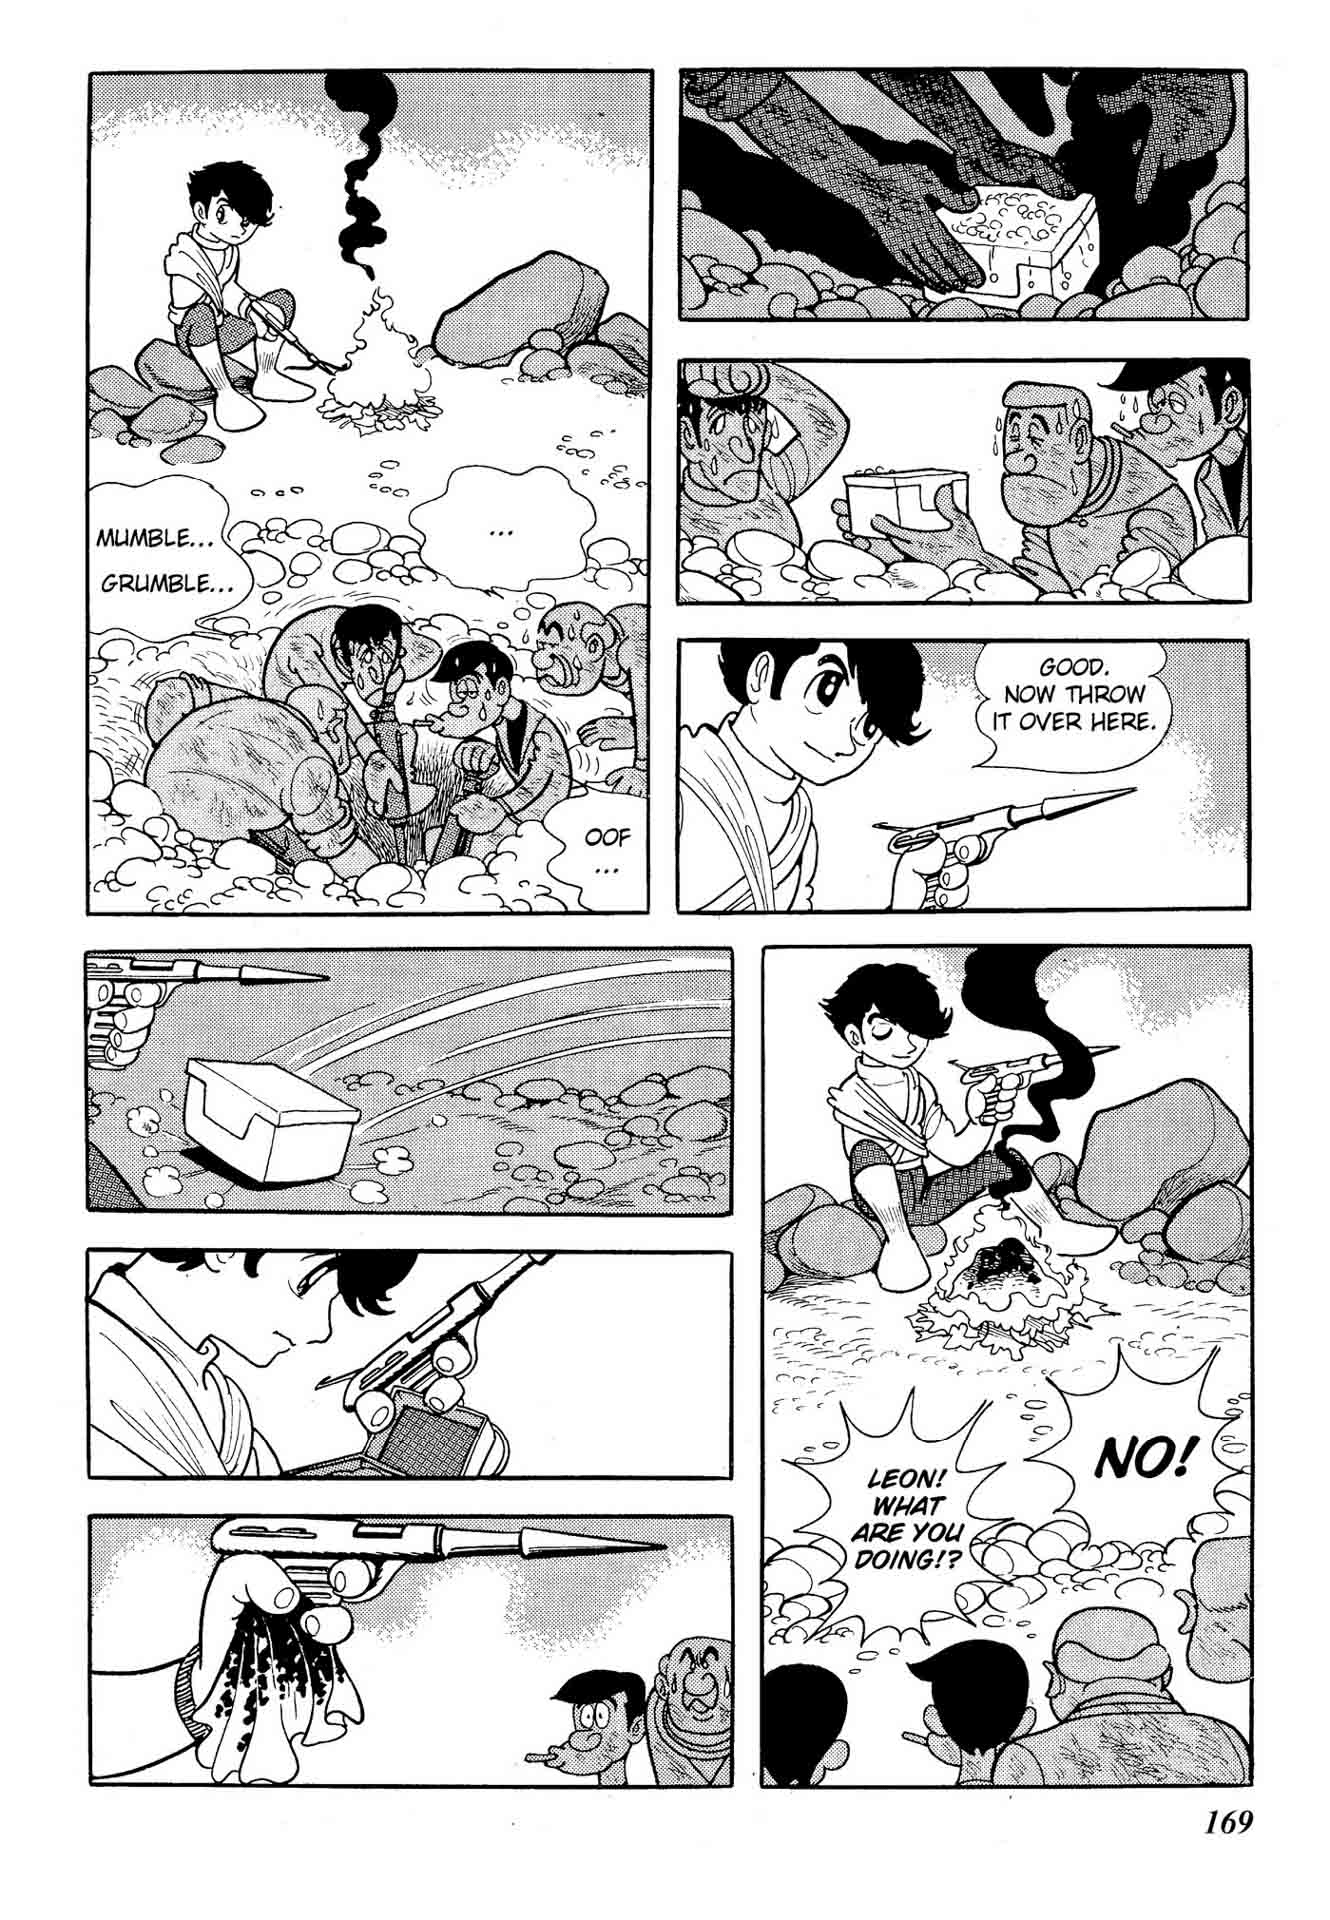 MUMBLE...
GRUMBLE...
...
OOF
...
GOOD.
NOW THROW
IT OVER HERE.
LEON!
WHAT
ARE YOU
DOING!?
NO!
169